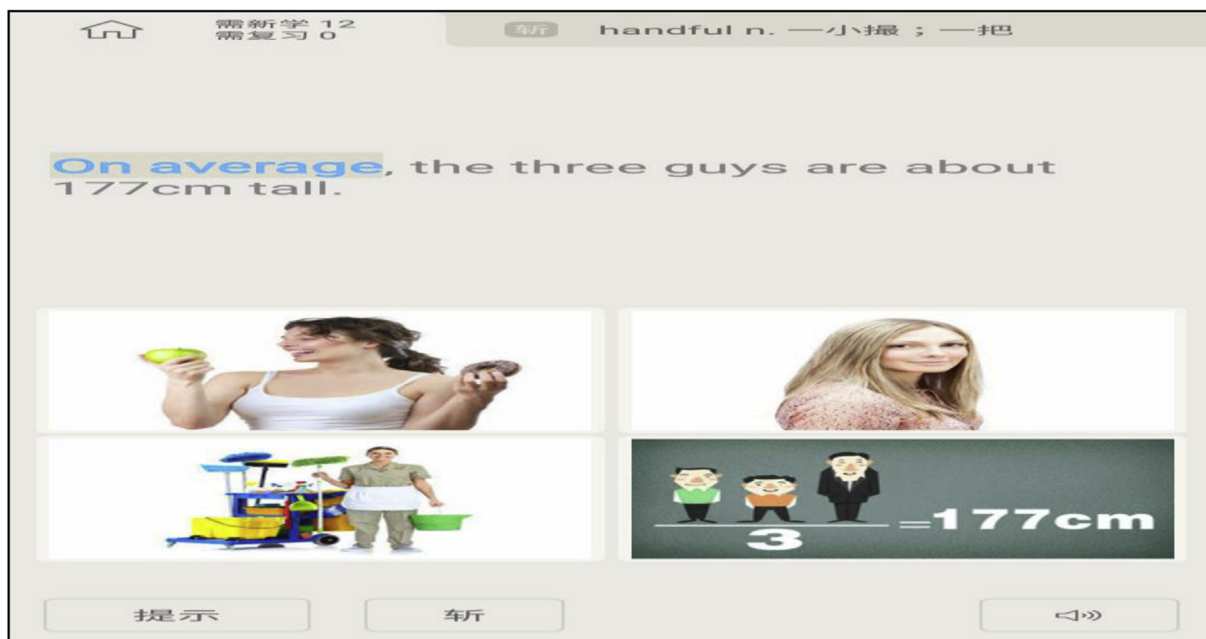 需新学 12
需复习 0
斩 handful n. 一小撮；一把
On average, the three guys are about
177cm tall.
=177cm
3
提示
斩